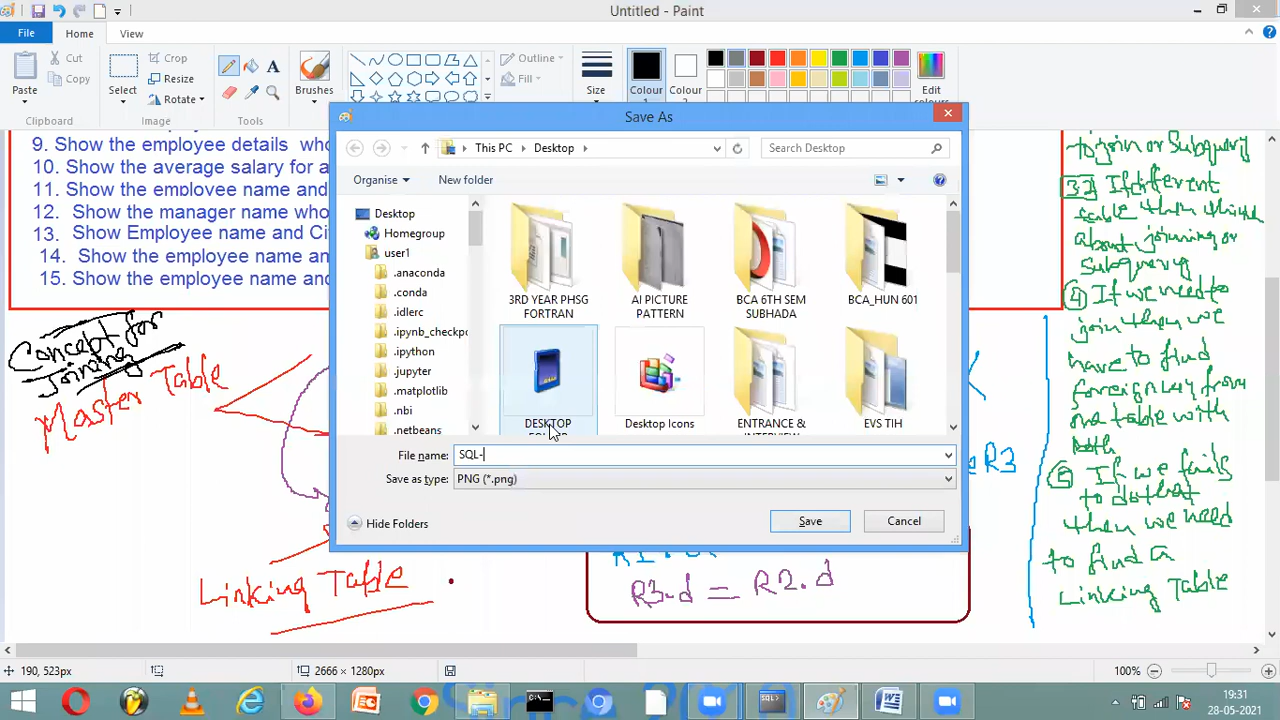 Untitled - Paint
File
Home
View
Paste
Cut
Copy
Clipboard
Select
Crop
Resize
Rotate
Image
Tools
Brushes
Outline
Fill
Size
Colour
1
Colour
2
Edit
colours
9. Show the employee details who
10. Show the average salary for a
11. Show the employee name and
12. Show the manager name who
13. Show Employee name and Ci
14. Show the employee name an
15. Show the employee name and
Concept for
Joining
Master Table
Linking Table
Save As
This PC
Desktop
Search Desktop
Organise
New folder
Desktop
Homegroup
user1
.anaconda
.conda
.idlerc
.ipynb_checkpo
.ipython
.jupyter
.matplotlib
.nbi
.netbeans
3RD YEAR PHSG
FORTRAN
AI PICTURE
PATTERN
BCA 6TH SEM
SUBHADA
BCA_HUN 601
DESKTOP
Desktop Icons
ENTRANCE &
EVS TIH
File name:
SQL-
Save as type:
PNG (*.png)
Hide Folders
Save
Cancel
R3
R3.d = R2.d
to join or Subquery
3) If different
table then think
about joining or
Subquery
4) If we need to
join then we
have to find
foreign key from
one table with
both
If we fails
to do that
then we need
to find a
Linking Table
190, 523px
2666 × 1280px
100%
19:31
28-05-2021